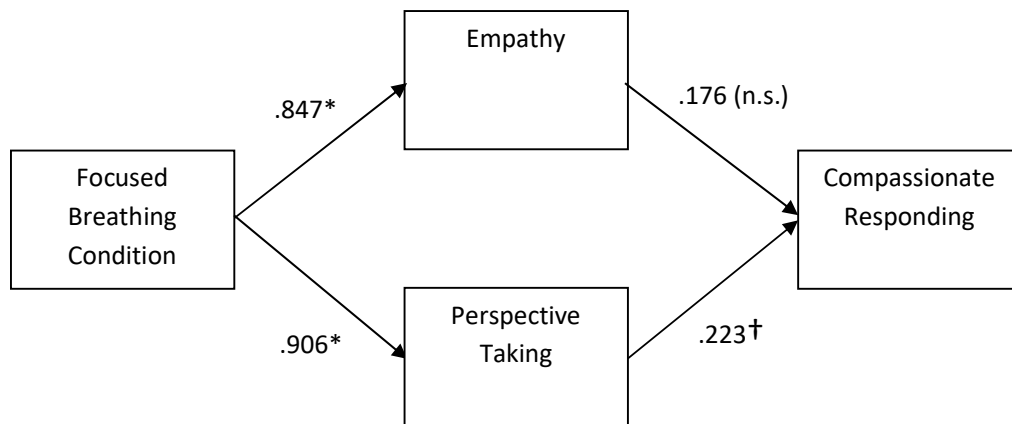 Empathy
.847*
.176 (n.s.)
Focused
Breathing
Condition
Compassionate
Responding
Perspective
Taking
.906*
.223†